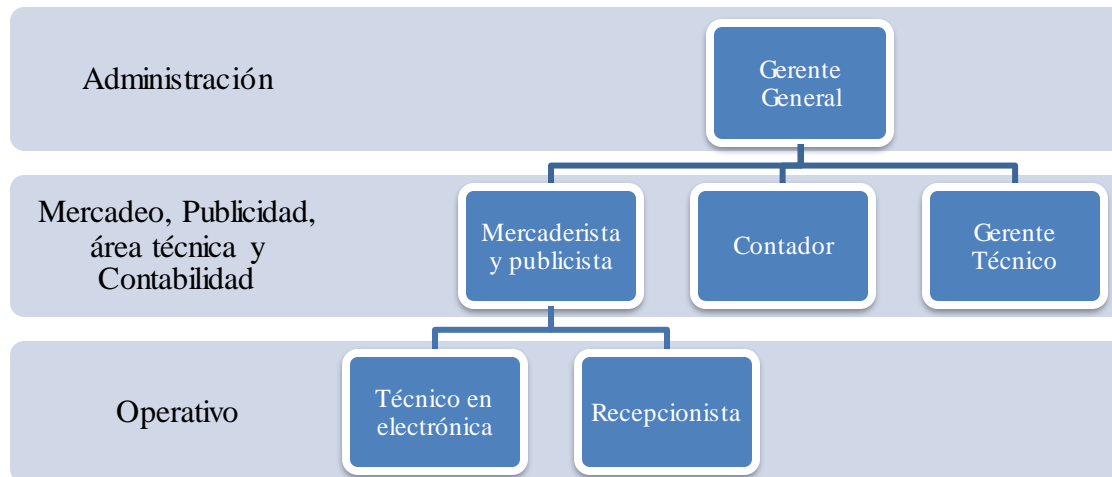 Administración
Gerente
General
Mercadeo, Publicidad,
área técnica y
Contabilidad
Mercaderista
y publicista
Contador
Gerente
Técnico
Operativo
Técnico en
electrónica
Recepcionista